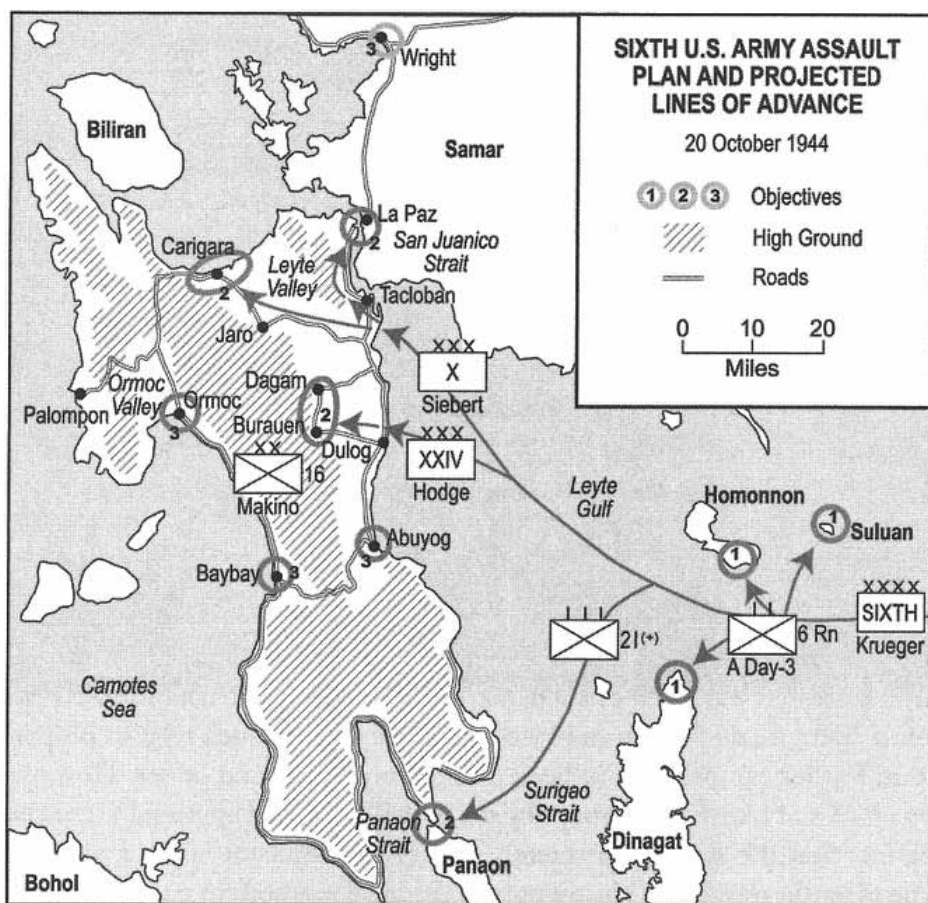 SIXTH U.S. ARMY ASSAULT
PLAN AND PROJECTED
LINES OF ADVANCE
20 October 1944
1 2 3 Objectives
High Ground
Roads
0 10 20
Miles
3
Wright
Biliran
Samar
La Paz
2
San Juanico
Strait
Carigara
2
Leyte
Valley
Tacloban
Jaro
XXX
X
Siebert
Dagam
Ormoc
Valley
Ormoc
3
Palompon
Burauen
2
Dulog
XXX
XXIV
Hodge
XX
16
Makino
Leyte
Gulf
Homonnon
1
1
Suluan
Abuyog
3
Baybay
3
XXXX
SIXTH
Krueger
III
21(+)
II
6 Rn
A Day-3
1
Camotes
Sea
Surigao
Strait
Panaon
Strait
2
Panaon
Dinagat
Bohol